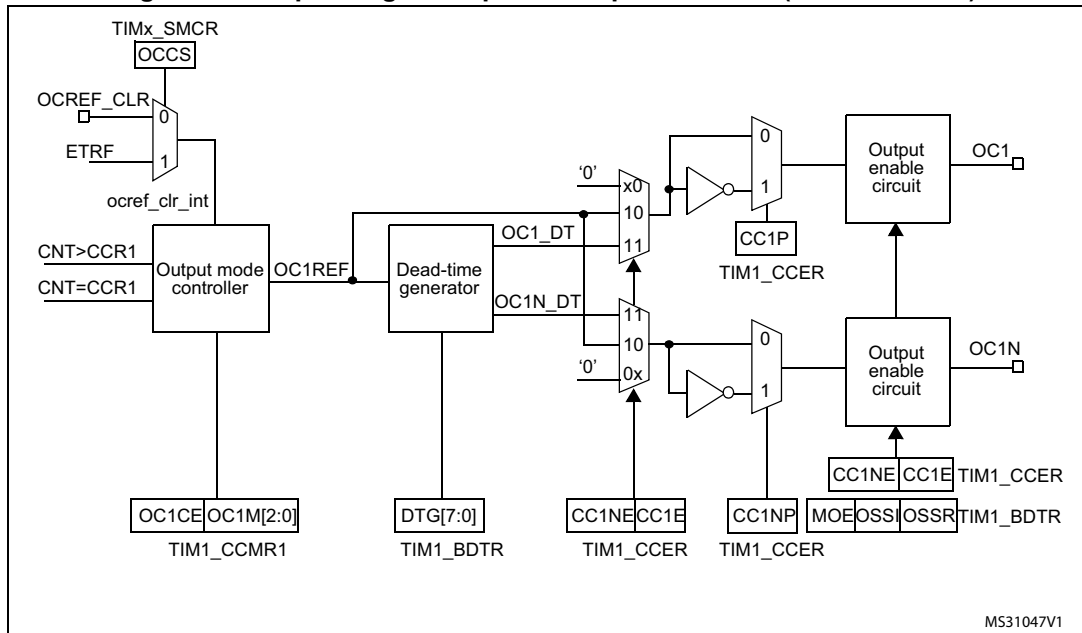 TIMx_SMCR
OCCS
OCREF_CLR
0
ETRF
1
ocref_clr_int
CNT>CCR1
CNT=CCR1
Output mode
controller
OC1REF
Dead-time
generator
OC1_DT
OC1N_DT
‘0’
x0
10
11
11
10
‘0’
0x
0
1
CC1P
TIM1_CCER
0
1
Output
enable
circuit
OC1
Output
enable
circuit
OC1N
CC1NE CC1E TIM1_CCER
OC1CE OC1M[2:0]
TIM1_CCMR1
DTG[7:0]
TIM1_BDTR
CC1NE CC1E
TIM1_CCER
CC1NP
TIM1_CCER
MOE OSSI OSSR TIM1_BDTR
MS31047V1